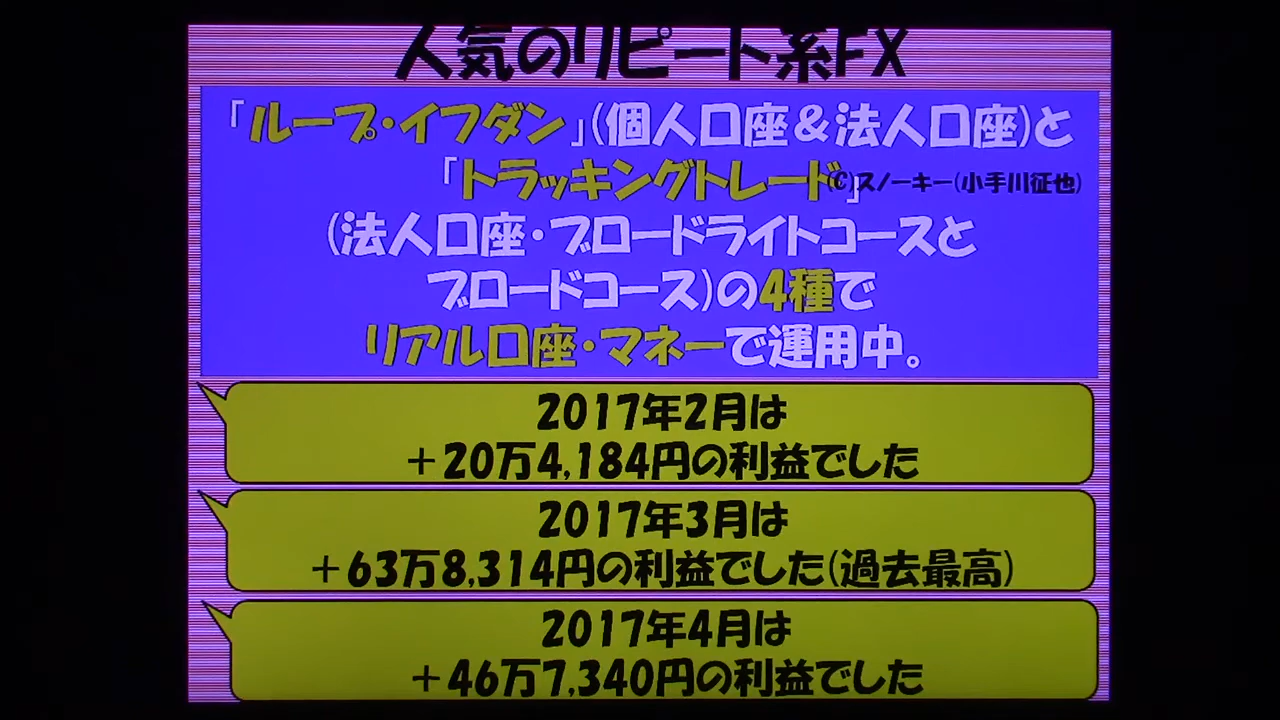 人気のリピート系FX
「ループ・イフダン」(個人口座＆法人口座)と
「トラッキングトレード」
©スノーキー(小手川征也)
(法人口座・ブロードライトコースと
ブロードコース)の4種で
リアル口座・マネーで運用中。
2017年2月は
＋20万4,184円の利益でした
2017年3月は
＋63万8,314円の利益でした(過去最高)
2017年4月は
＋46万7,340円の利益でした